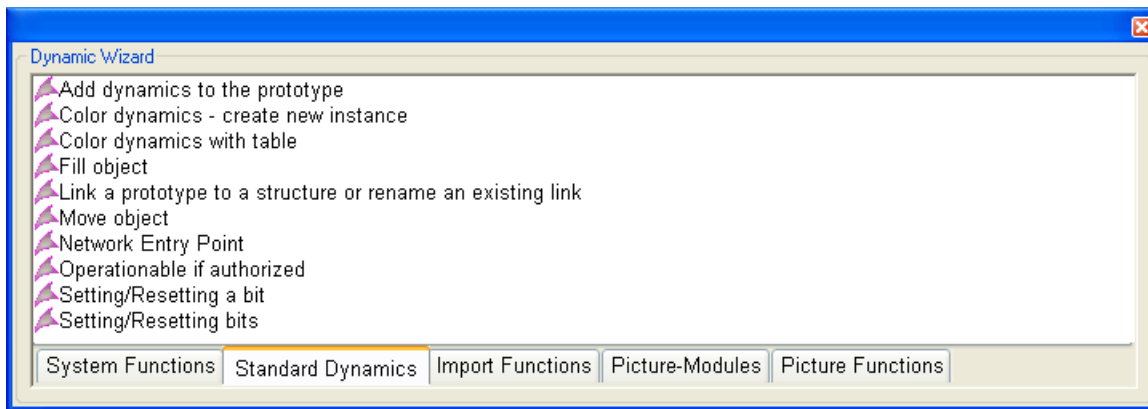 Dynamic Wizard
Add dynamics to the prototype
Color dynamics - create new instance
Color dynamics with table
Fill object
Link a prototype to a structure or rename an existing link
Move object
Network Entry Point
Operationable if authorized
Setting/Resetting a bit
Setting/Resetting bits
System Functions Standard Dynamics Import Functions Picture-Modules Picture Functions